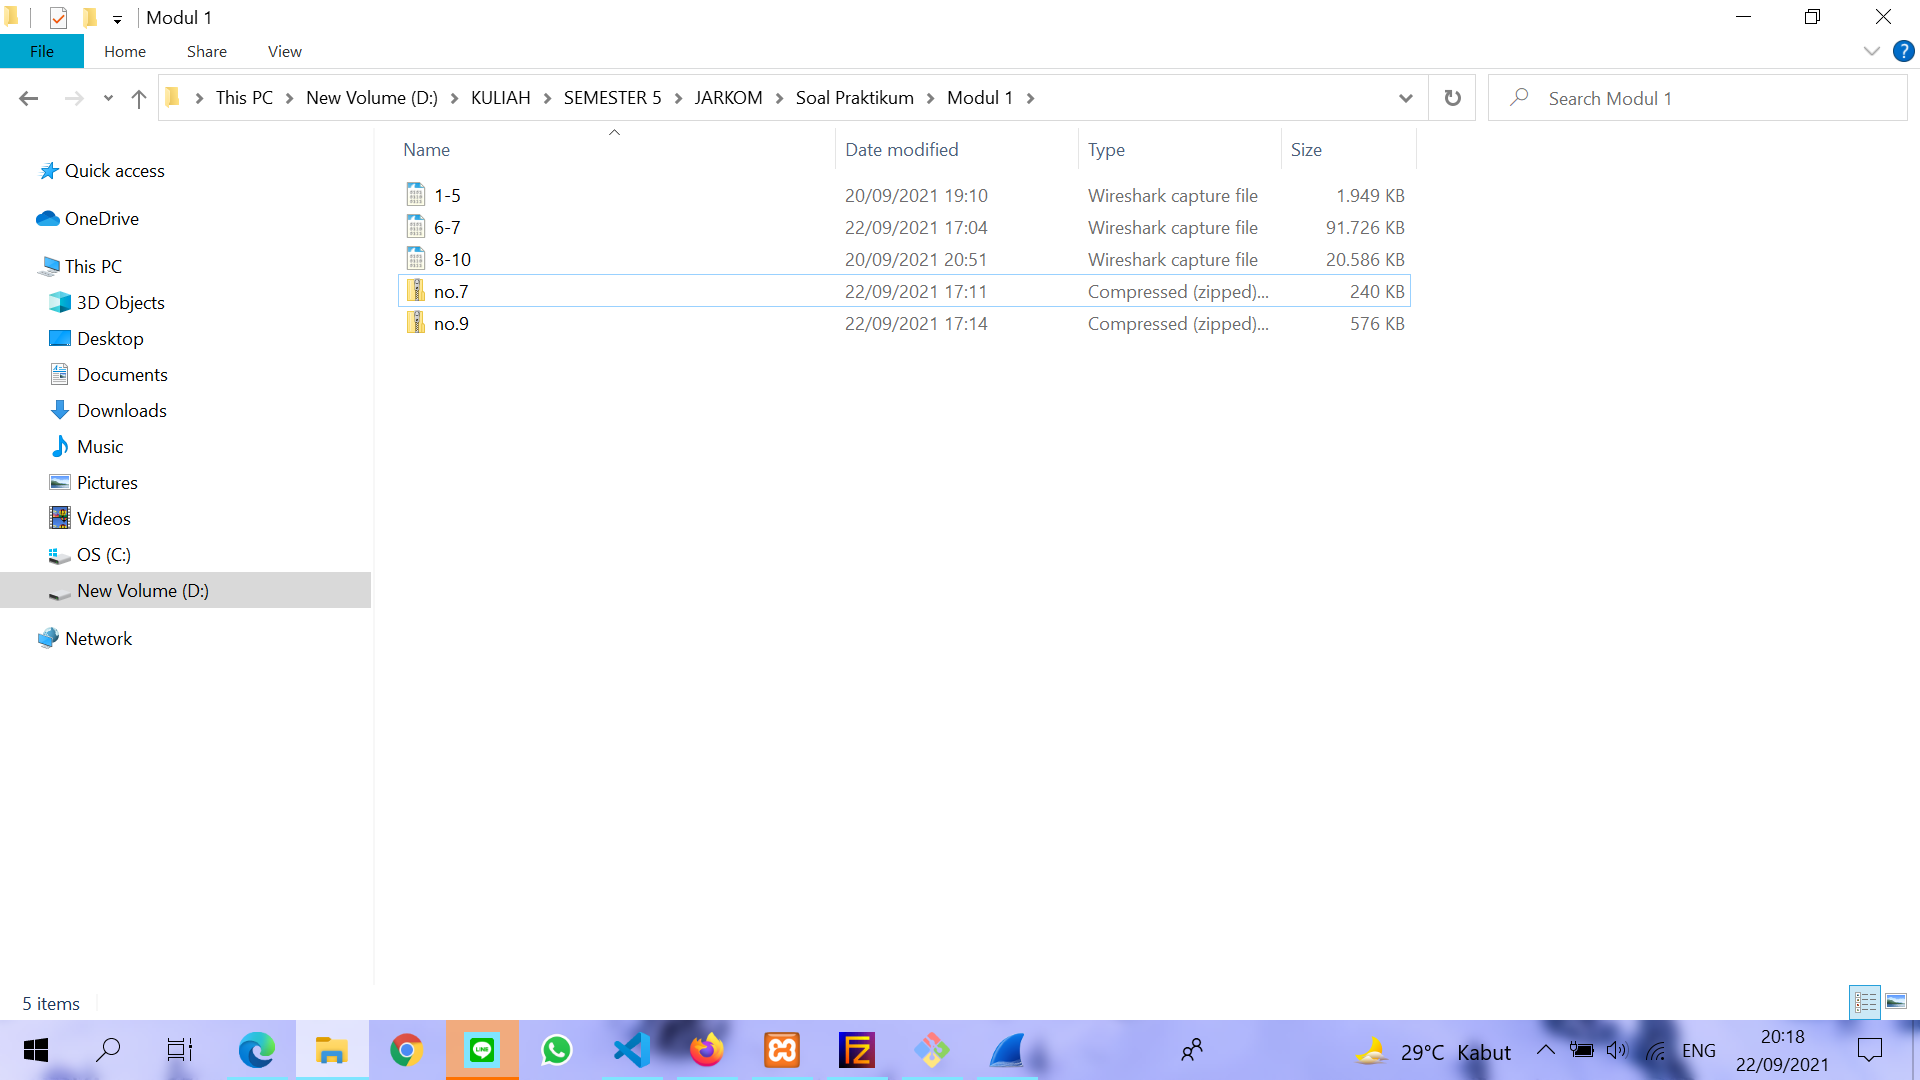 Modul 1
File Home Share View
This PC New Volume (D:) KULIAH SEMESTER 5 JARKOM Soal Praktikum Modul 1
Search Modul 1
Name Date modified Type Size
Quick access
OneDrive
This PC
3D Objects
Desktop
Documents
Downloads
Music
Pictures
Videos
OS (C:)
New Volume (D:)
Network
1-5 20/09/2021 19:10 Wireshark capture file 1.949 KB
6-7 22/09/2021 17:04 Wireshark capture file 91.726 KB
8-10 20/09/2021 20:51 Wireshark capture file 20.586 KB
no.7 22/09/2021 17:11 Compressed (zipped)... 240 KB
no.9 22/09/2021 17:14 Compressed (zipped)... 576 KB
5 items
LINE
FZ
29°C Kabut
ENG
20:18
22/09/2021